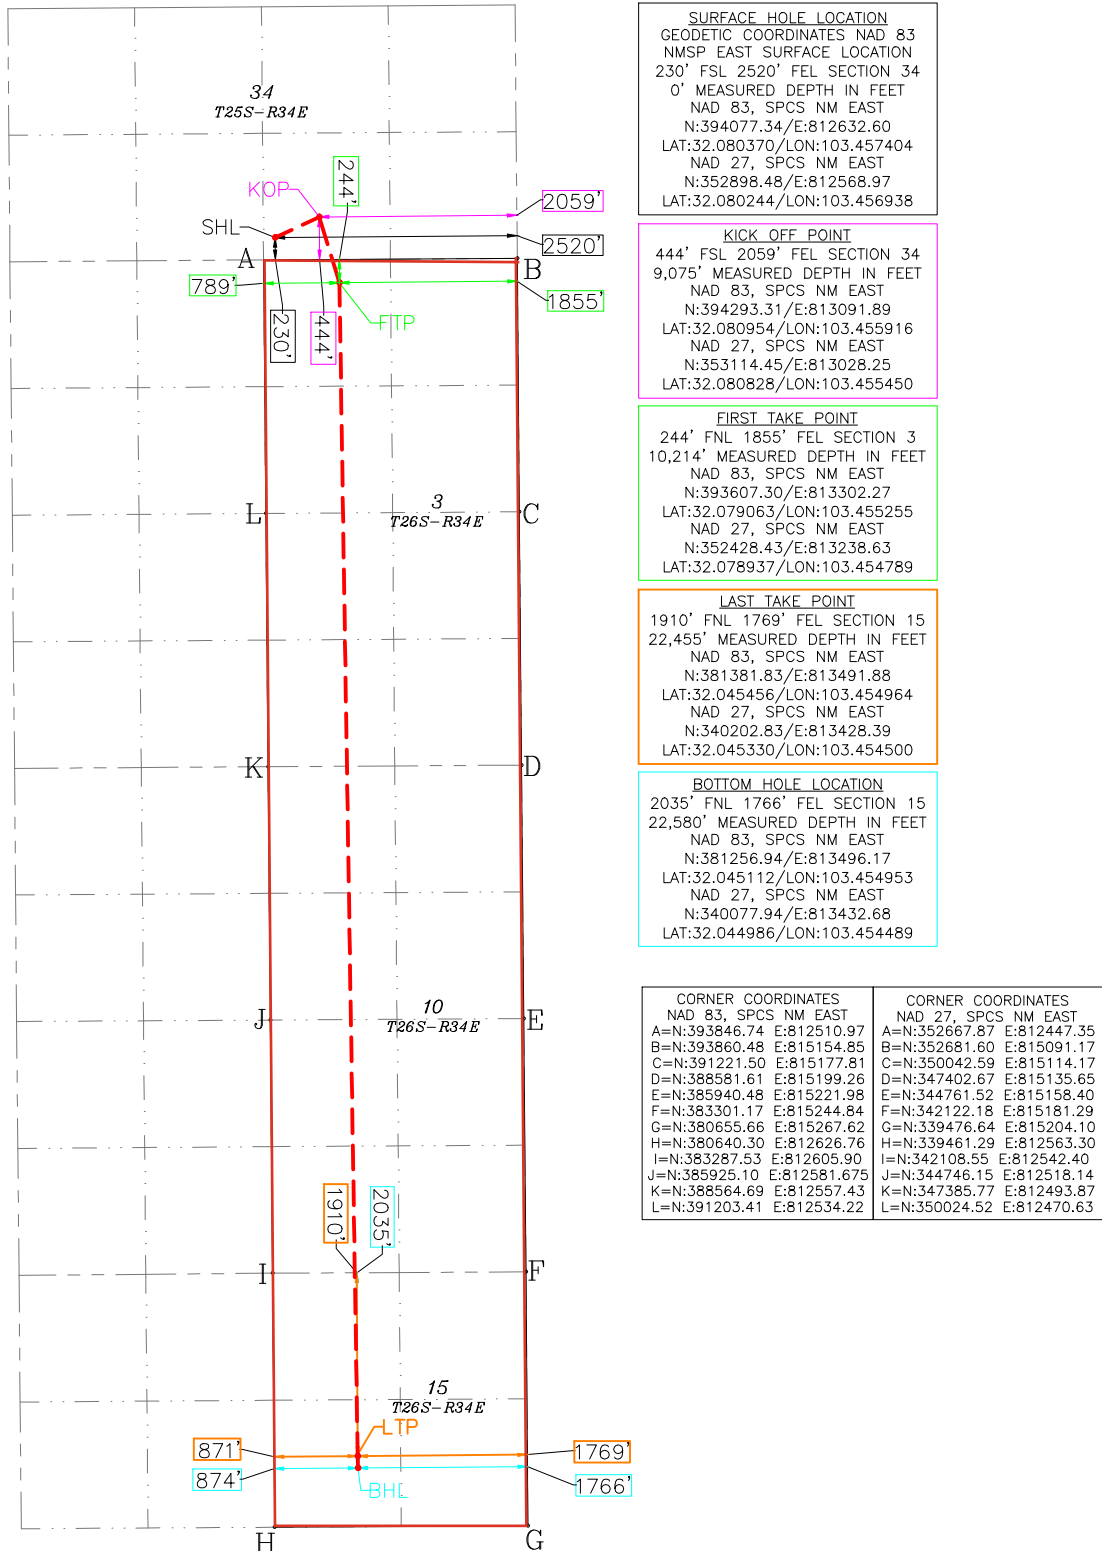 34
T25S-R34E
KOP
244'
2059'
SHL
2520'
A
B
789'
1855'
230'
444'
FTP
3
T26S-R34E
L
C
K
D
10
T26S-R34E
J
E
1910'
2035'
I
F
15
T26S-R34E
LTP
871'
1769'
874'
1766'
BHL
H
G
SURFACE HOLE LOCATION
GEODETIC COORDINATES NAD 83
NMSP EAST SURFACE LOCATION
230' FSL 2520' FEL SECTION 34
0' MEASURED DEPTH IN FEET
NAD 83, SPCS NM EAST
N:394077.34/E:812632.60
LAT:32.080370/LON:103.457404
NAD 27, SPCS NM EAST
N:352898.48/E:812568.97
LAT:32.080244/LON:103.456938
KICK OFF POINT
444' FSL 2059' FEL SECTION 34
9,075' MEASURED DEPTH IN FEET
NAD 83, SPCS NM EAST
N:394293.31/E:813091.89
LAT:32.080954/LON:103.455916
NAD 27, SPCS NM EAST
N:353114.45/E:813028.25
LAT:32.080828/LON:103.455450
FIRST TAKE POINT
244' FNL 1855' FEL SECTION 3
10,214' MEASURED DEPTH IN FEET
NAD 83, SPCS NM EAST
N:393607.30/E:813302.27
LAT:32.079063/LON:103.455255
NAD 27, SPCS NM EAST
N:352428.43/E:813238.63
LAT:32.078937/LON:103.454789
LAST TAKE POINT
1910' FNL 1769' FEL SECTION 15
22,455' MEASURED DEPTH IN FEET
NAD 83, SPCS NM EAST
N:381381.83/E:813491.88
LAT:32.045456/LON:103.454964
NAD 27, SPCS NM EAST
N:340202.83/E:813428.39
LAT:32.045330/LON:103.454500
BOTTOM HOLE LOCATION
2035' FNL 1766' FEL SECTION 15
22,580' MEASURED DEPTH IN FEET
NAD 83, SPCS NM EAST
N:381256.94/E:813496.17
LAT:32.045112/LON:103.454953
NAD 27, SPCS NM EAST
N:340077.94/E:813432.68
LAT:32.044986/LON:103.454489
CORNER COORDINATES
NAD 83, SPCS NM EAST
A=N:393846.74 E:812510.97
B=N:393860.48 E:815154.85
C=N:391221.50 E:815177.81
D=N:388581.61 E:815199.26
E=N:385940.48 E:815221.98
F=N:383301.17 E:815244.84
G=N:380655.66 E:815267.62
H=N:380640.30 E:812626.76
I=N:383287.53 E:812605.90
J=N:385925.10 E:812581.675
K=N:388564.69 E:812557.43
L=N:391203.41 E:812534.22
CORNER COORDINATES
NAD 27, SPCS NM EAST
A=N:352667.87 E:812447.35
B=N:352681.60 E:815091.17
C=N:350042.59 E:815114.17
D=N:347402.67 E:815135.65
E=N:344761.52 E:815158.40
F=N:342122.18 E:815181.29
G=N:339476.64 E:815204.10
H=N:339461.29 E:812563.30
I=N:342108.55 E:812542.40
J=N:344746.15 E:812518.14
K=N:347385.77 E:812493.87
L=N:350024.52 E:812470.63